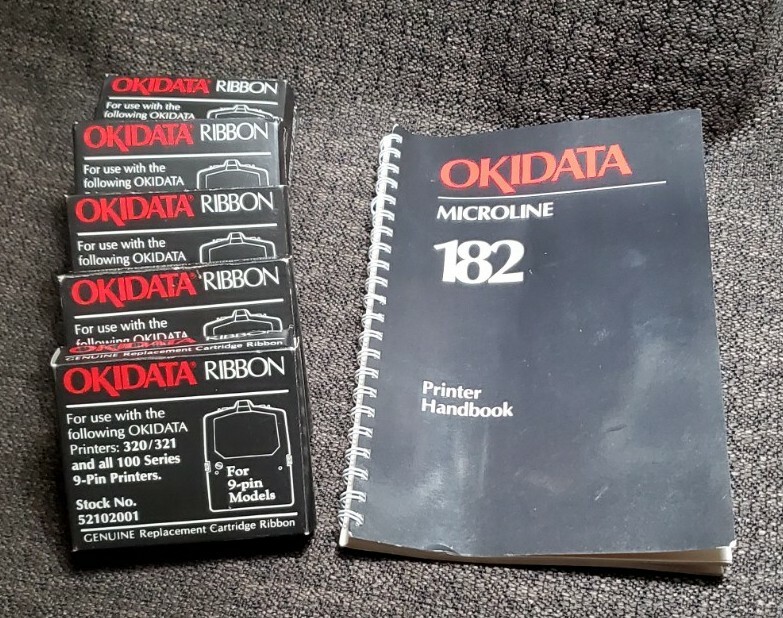 OKIDATA® RIBBON
For use with the
following OKIDATA
OKIDATA® RIBBON
For use with the
following OKIDATA
OKIDATA® RIBBON
For use with the
following OKIDATA
OKIDATA® RIBBON
For use with the
following OKIDATA
RIBBON
OKIDATA
GENUINE Replacement Cartridge Ribbon
OKIDATA® RIBBON
For use with the
following OKIDATA
Printers: 320/321
and all 100 Series
9-Pin Printers.
Stock No.
52102001
For
9-pin
Models
GENUINE Replacement Cartridge Ribbon
OKIDATA
MICROLINE
182
Printer
Handbook